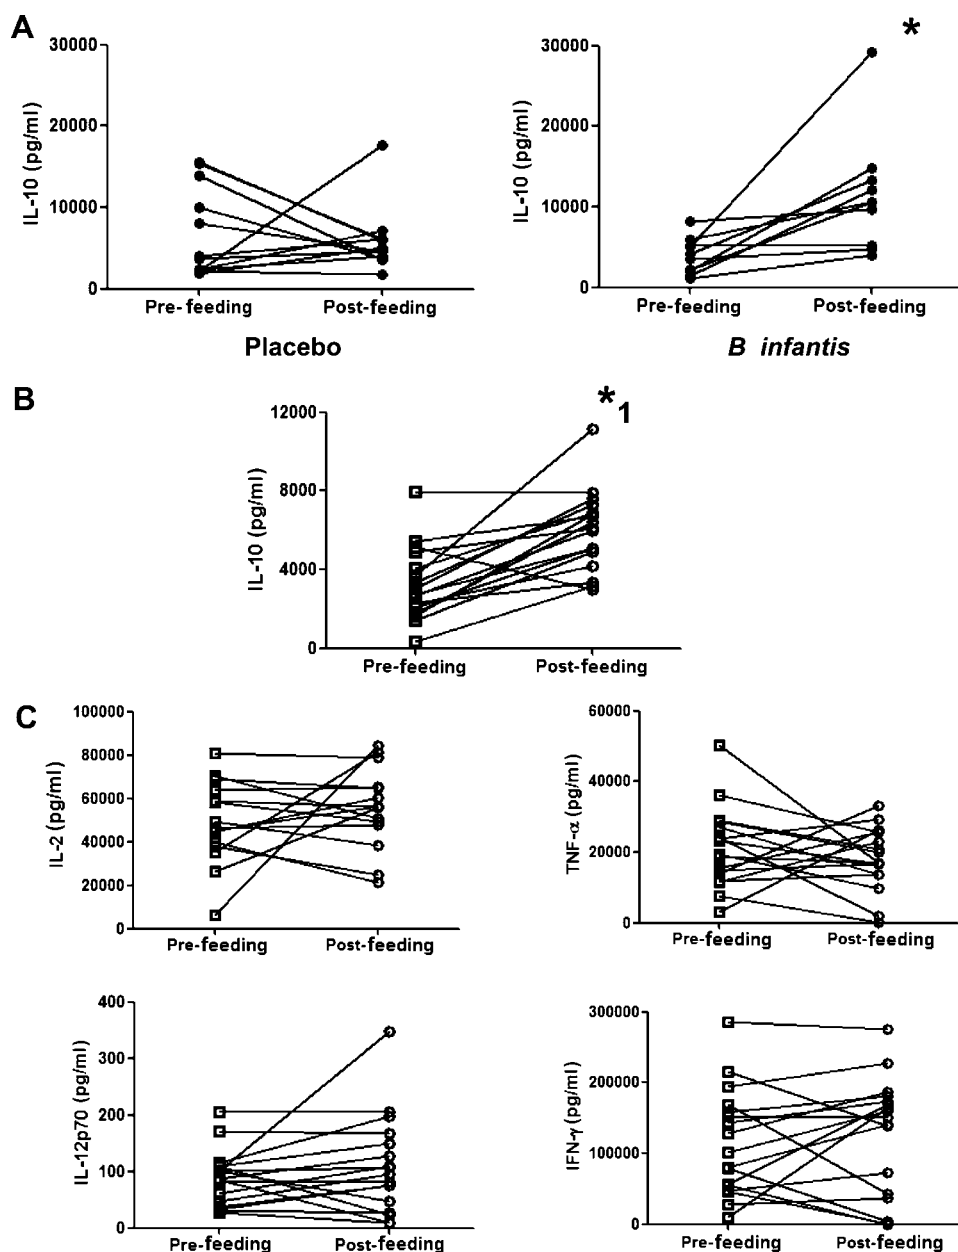 A
30000
20000
10000
0
IL-10 (pg/ml)
Pre-feeding
Post-feeding
Placebo
*
30000
20000
10000
0
IL-10 (pg/ml)
Pre-feeding
Post-feeding
B infantis
B
*1
12000
8000
4000
0
IL-10 (pg/ml)
Pre-feeding
Post-feeding
C
100000
80000
60000
40000
20000
0
IL-2 (pg/ml)
Pre-feeding
Post-feeding
60000
40000
20000
0
TNF-α (pg/ml)
Pre-feeding
Post-feeding
400
300
200
100
0
IL-12p70 (pg/ml)
Pre-feeding
Post-feeding
300000
200000
100000
0
IFN-γ (pg/ml)
Pre-feeding
Post-feeding